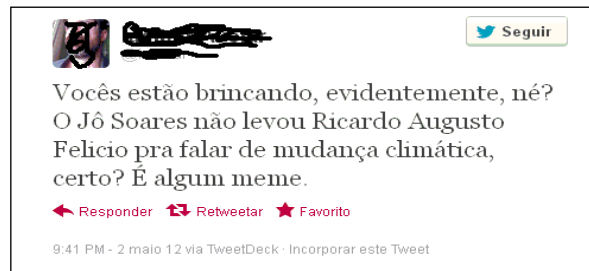 Seguir
Vocês estão brincando, evidentemente, né?
O Jô Soares não levou Ricardo Augusto
Felicio pra falar de mudança climática,
certo? É algum meme.
Responder Retweetar Favorito
9:41 PM - 2 maio 12 via TweetDeck · Incorporar este Tweet